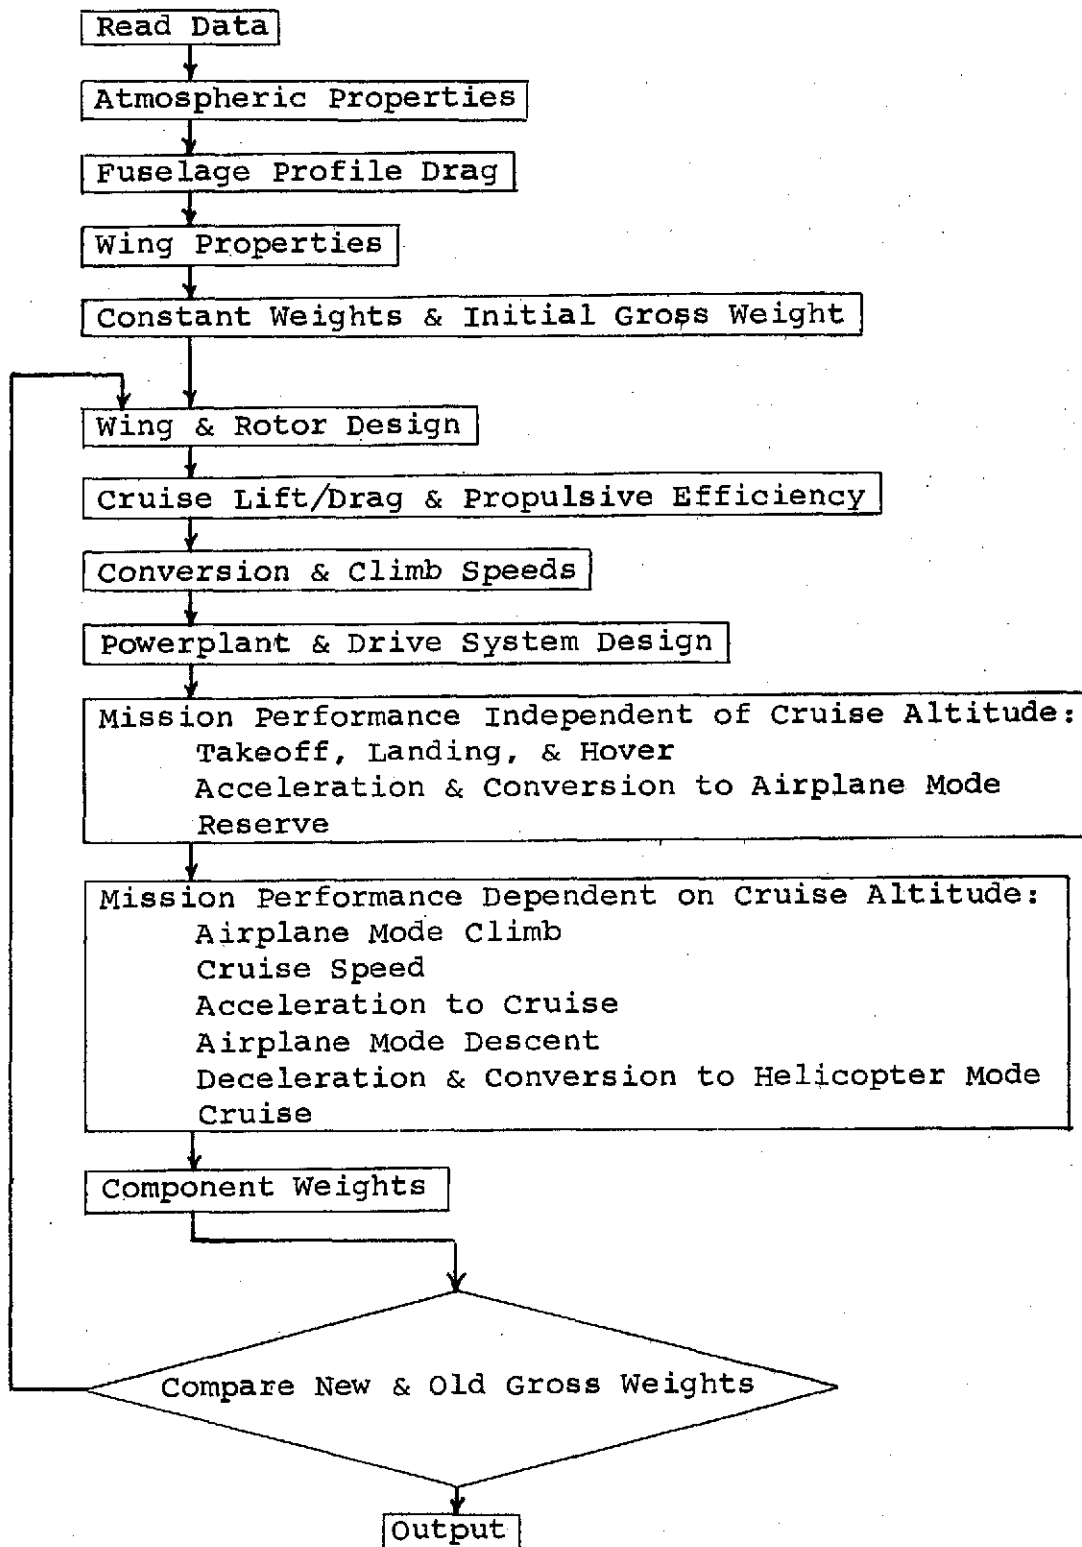 Read Data
Atmospheric Properties
Fuselage Profile Drag
Wing Properties
Constant Weights & Initial Gross Weight
Wing & Rotor Design
Cruise Lift/Drag & Propulsive Efficiency
Conversion & Climb Speeds
Powerplant & Drive System Design
Mission Performance Independent of Cruise Altitude:
Takeoff, Landing, & Hover
Acceleration & Conversion to Airplane Mode
Reserve
Mission Performance Dependent on Cruise Altitude:
Airplane Mode Climb
Cruise Speed
Acceleration to Cruise
Airplane Mode Descent
Deceleration & Conversion to Helicopter Mode
Cruise
Component Weights
Compare New & Old Gross Weights
Output